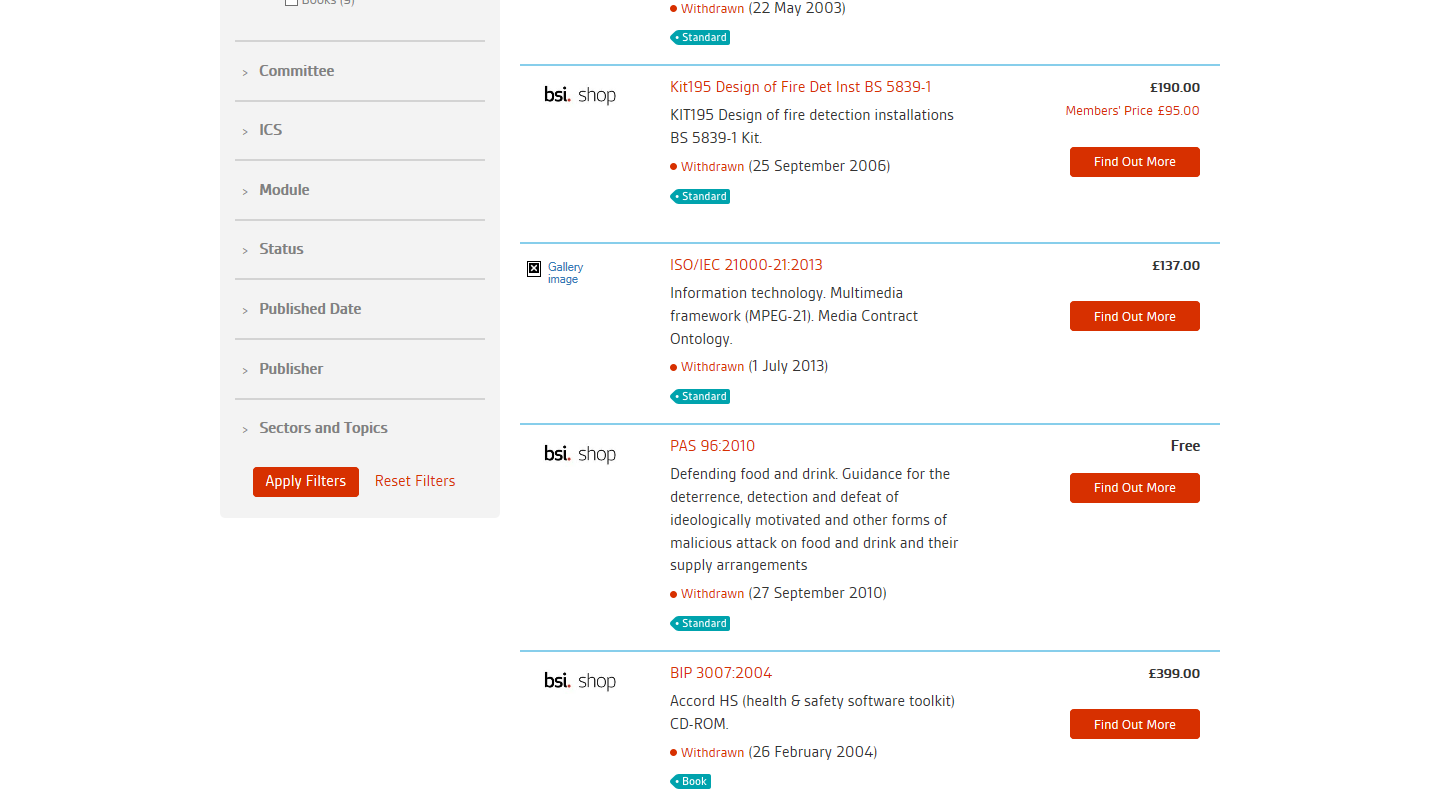 Books (9)
> Committee
> ICS
> Module
> Status
> Published Date
> Publisher
> Sectors and Topics
Apply Filters Reset Filters
Withdrawn (22 May 2003)
Standard
bsi. shop
Kit195 Design of Fire Det Inst BS 5839-1
£190.00
Members' Price £95.00
KIT195 Design of fire detection installations
BS 5839-1 Kit.
Withdrawn (25 September 2006)
Find Out More
Standard
Gallery
image
ISO/IEC 21000-21:2013
£137.00
Information technology. Multimedia
framework (MPEG-21). Media Contract
Ontology.
Find Out More
Withdrawn (1 July 2013)
Standard
bsi. shop
PAS 96:2010
Free
Defending food and drink. Guidance for the
deterrence, detection and defeat of
ideologically motivated and other forms of
malicious attack on food and drink and their
supply arrangements
Find Out More
Withdrawn (27 September 2010)
Standard
bsi. shop
BIP 3007:2004
£399.00
Accord HS (health & safety software toolkit)
CD-ROM.
Find Out More
Withdrawn (26 February 2004)
Book